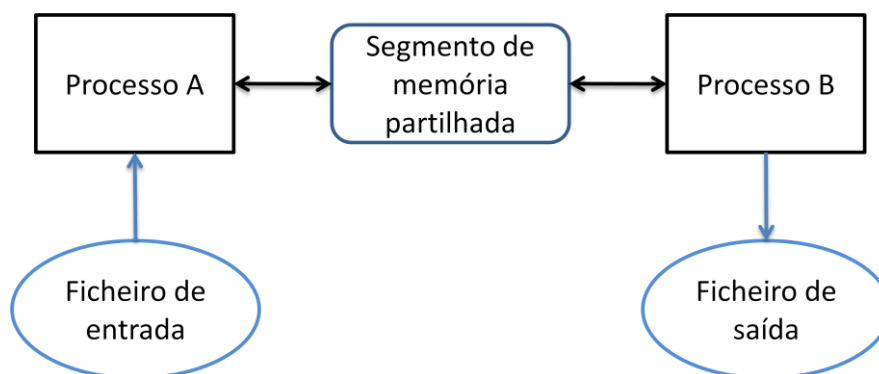 Processo A
Segmento de
memória
partilhada
Processo B
Ficheiro de
entrada
Ficheiro de
saída